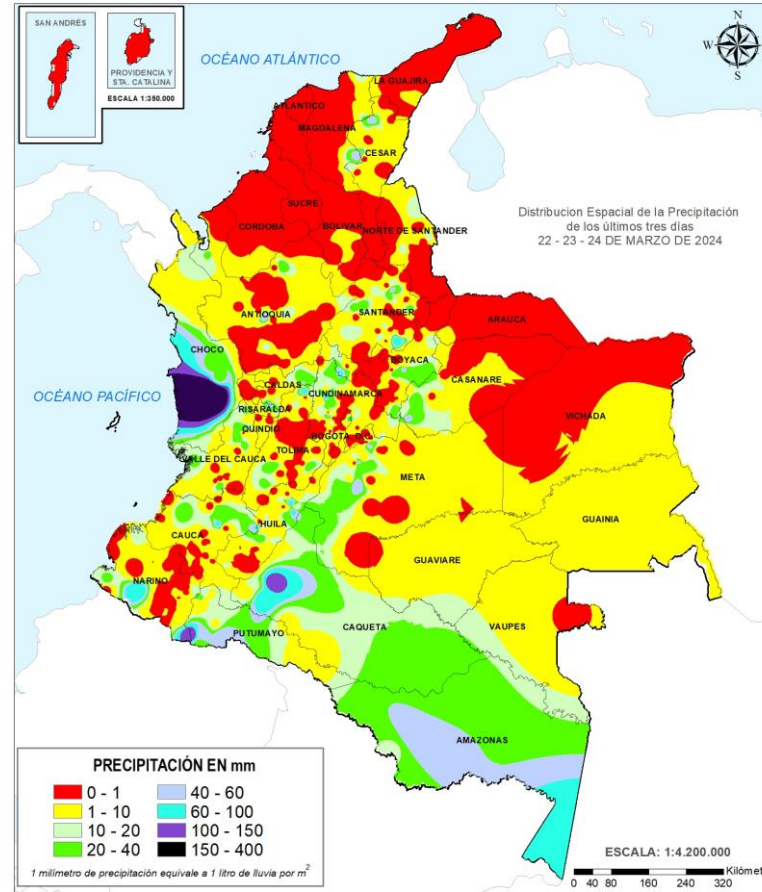 SAN ANDRÉS
PROVIDENCIA Y
STA. CATALINA
ESCALA 1:350.000
OCÉANO ATLÁNTICO
N
W
E
S
LA GUAJIRA
ATLANTICO
MAGDALENA
CESAR
SUCRE
CORDOBA
BOLIVAR
NORTE DE SANTANDER
Distribucion Espacial de la Precipitación
de los últimos tres días
22 - 23 - 24 DE MARZO DE 2024
ANTIOQUIA
SANTANDER
ARAUCA
CHOCO
BOYACA
CASANARE
OCÉANO PACÍFICO
CALDAS
CUNDINAMARCA
RISARALDA
VICHADA
QUINDIO
BOGOTA, D.C.
TOLIMA
VALLE DEL CAUCA
META
GUAINIA
HUILA
CAUCA
GUAVIARE
NARINO
CAQUETA
VAUPES
PUTUMAYO
AMAZONAS
PRECIPITACIÓN EN mm
0 - 1
40 - 60
1 - 10
60 - 100
10 - 20
100 - 150
20 - 40
150 - 400
1 milímetro de precipitación equivale a 1 litro de lluvia por m²
ESCALA: 1:4.200.000
Kilómet
0 40 80 160 240 320